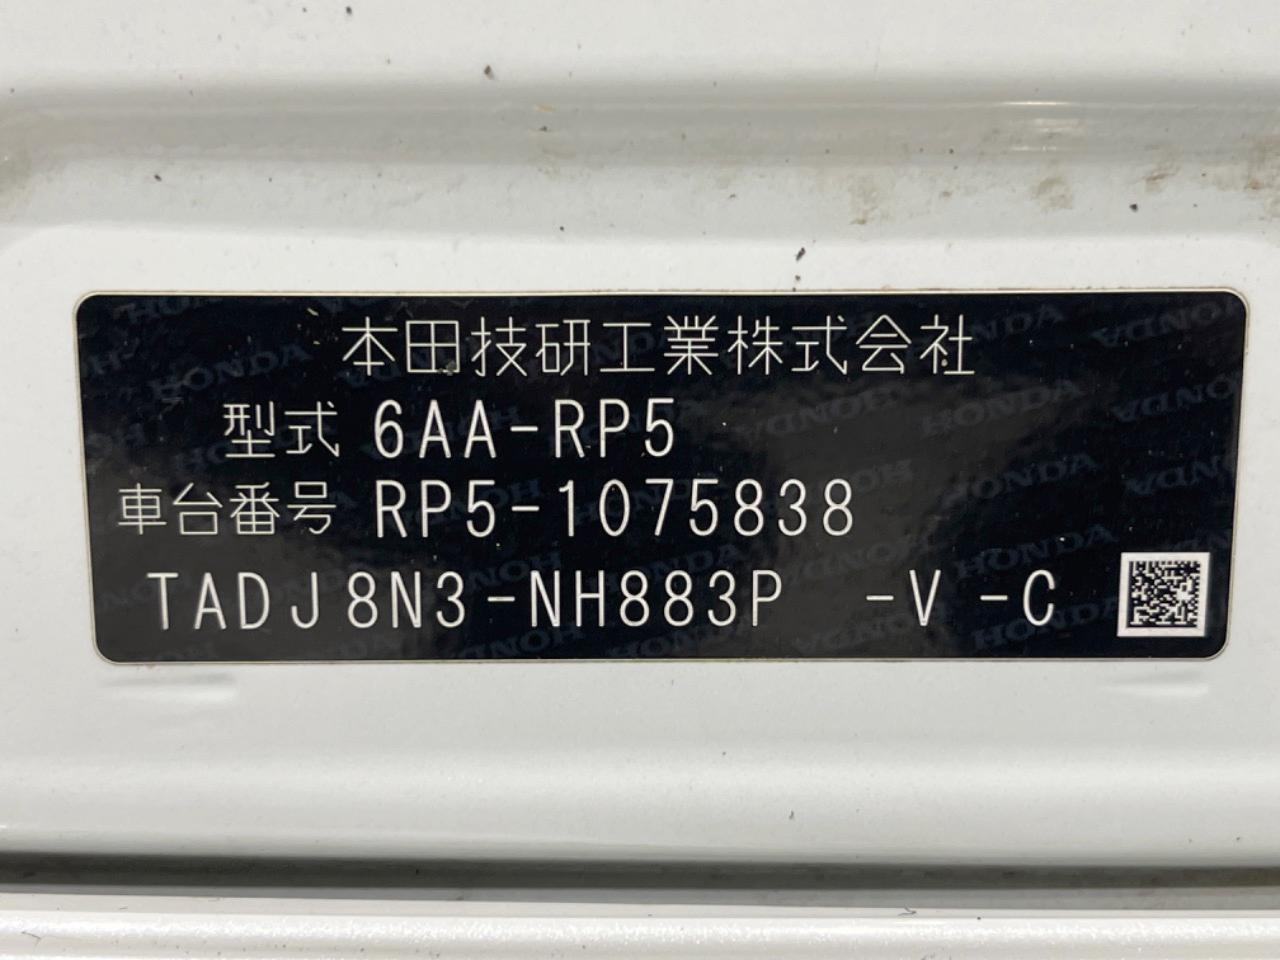 本田技研工業株式会社
型式 6AA-RP5
車台番号 RP5-1075838
TADJ8N3-NH883P -V -C